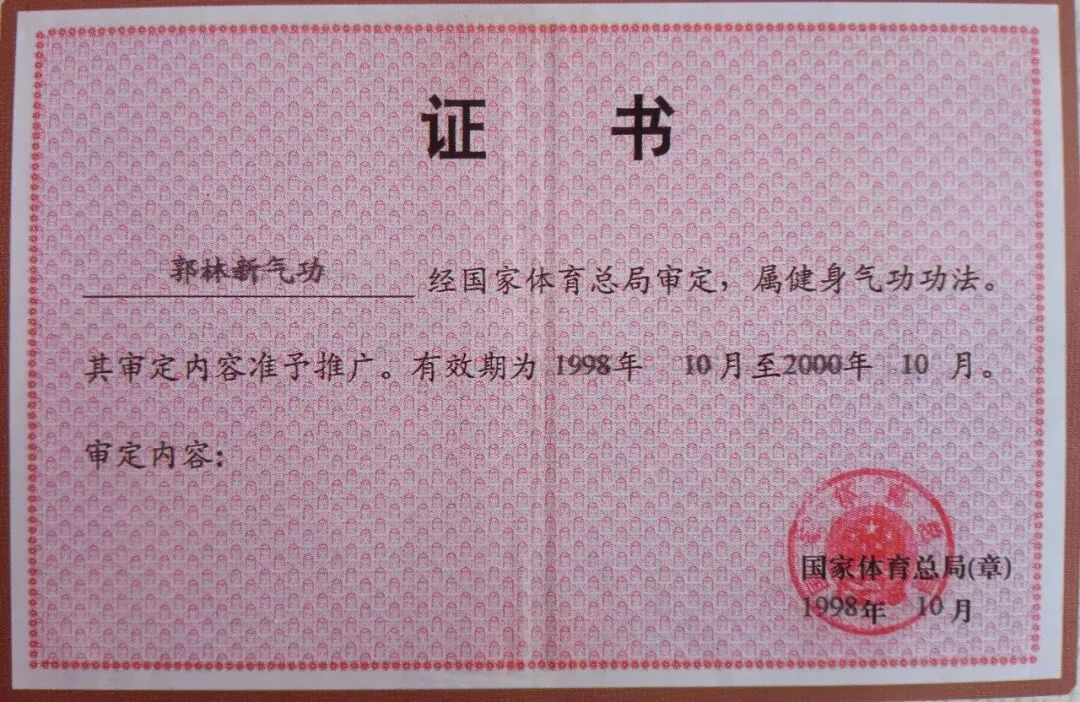 证 书
郭林新气功 经国家体育总局审定，属健身气功功法。
其审定内容准予推广。有效期为 1998年 10月至2000年 10 月。
审定内容：
国家体育总局(章)
1998年 10月